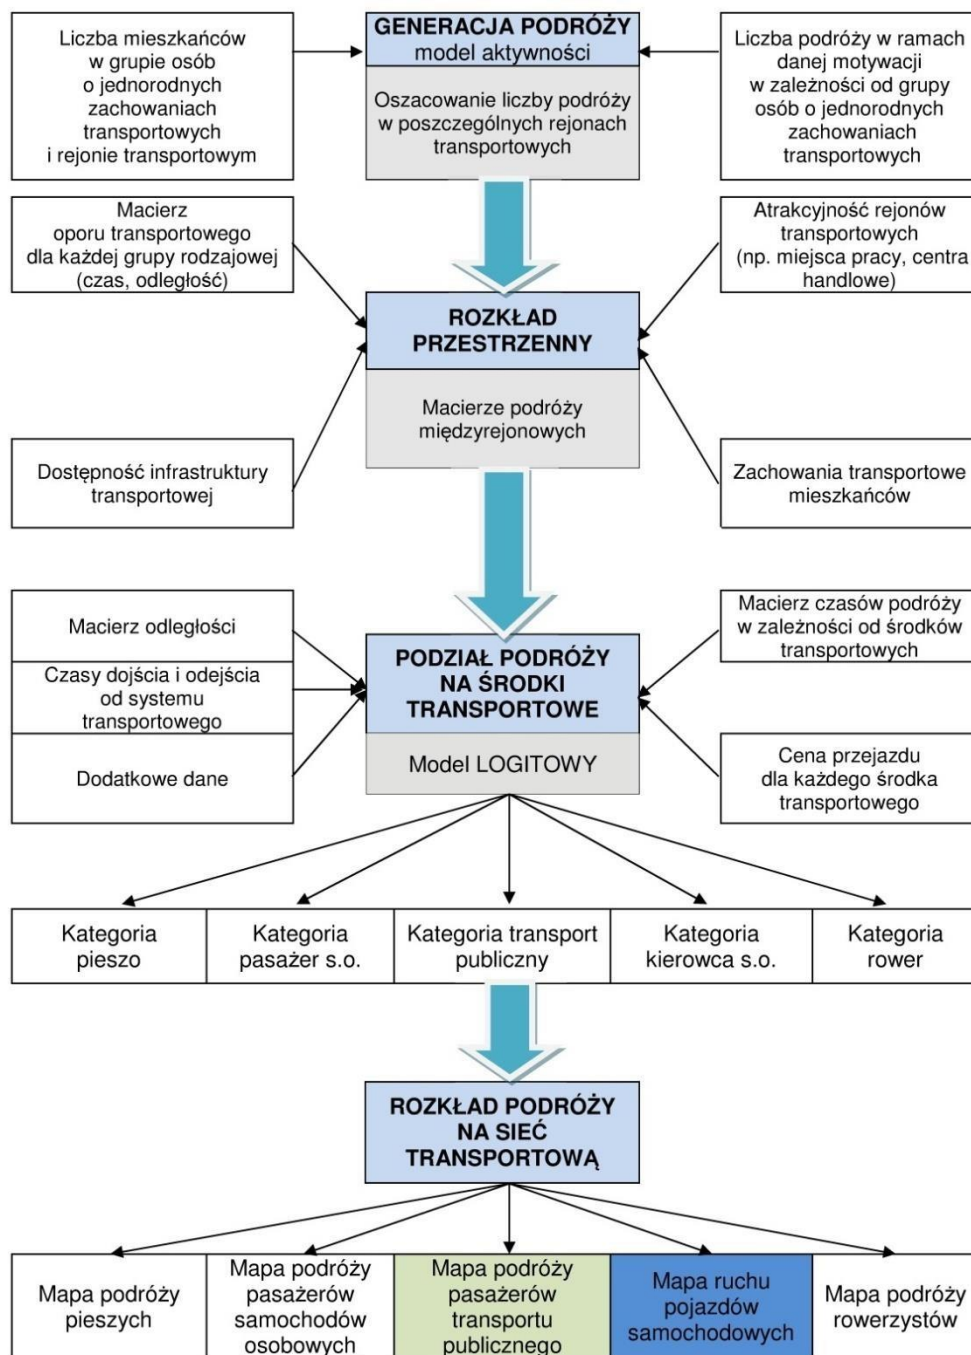 Liczba mieszkańców
w grupie osób
o jednorodnych
zachowaniach
transportowych
i rejonie transportowym
GENERACJA PODRÓŻY
model aktywności
Oszacowanie liczby podróży
w poszczególnych rejonach
transportowych
Liczba podróży w ramach
danej motywacji
w zależności od grupy
osób o jednorodnych
zachowaniach
transportowych
Macierz
oporu transportowego
dla każdej grupy rodzajowej
(czas, odległość)
Atrakcyjność rejonów
transportowych
(np. miejsca pracy, centra
handlowe)
ROZKŁAD
PRZESTRZENNY
Macierze podróży
międzyrejonowych
Dostępność infrastruktury
transportowej
Zachowania transportowe
mieszkańców
Macierz odległości
Czasy dojścia i odejścia
od systemu
transportowego
Dodatkowe dane
PODZIAŁ PODRÓŻY
NA ŚRODKI
TRANSPORTOWE
Model LOGITOWY
Macierz czasów podróży
w zależności od środków
transportowych
Cena przejazdu
dla każdego środka
transportowego
Kategoria
pieszo
Kategoria
pasażer s.o.
Kategoria transport
publiczny
Kategoria
kierowca s.o.
Kategoria
rower
ROZKŁAD PODRÓŻY
NA SIEĆ
TRANSPORTOWĄ
Mapa podróży
pieszych
Mapa podróży
pasażerów
samochodów
osobowych
Mapa podróży
pasażerów
transportu
publicznego
Mapa ruchu
pojazdów
samochodowych
Mapa podróży
rowerzystów